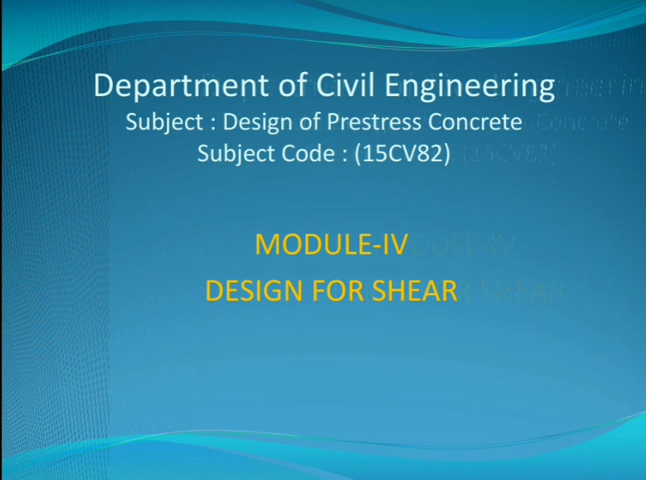 Department of Civil Engineering
Subject : Design of Prestress Concrete
Subject Code : (15CV82)
MODULE-IV
DESIGN FOR SHEAR